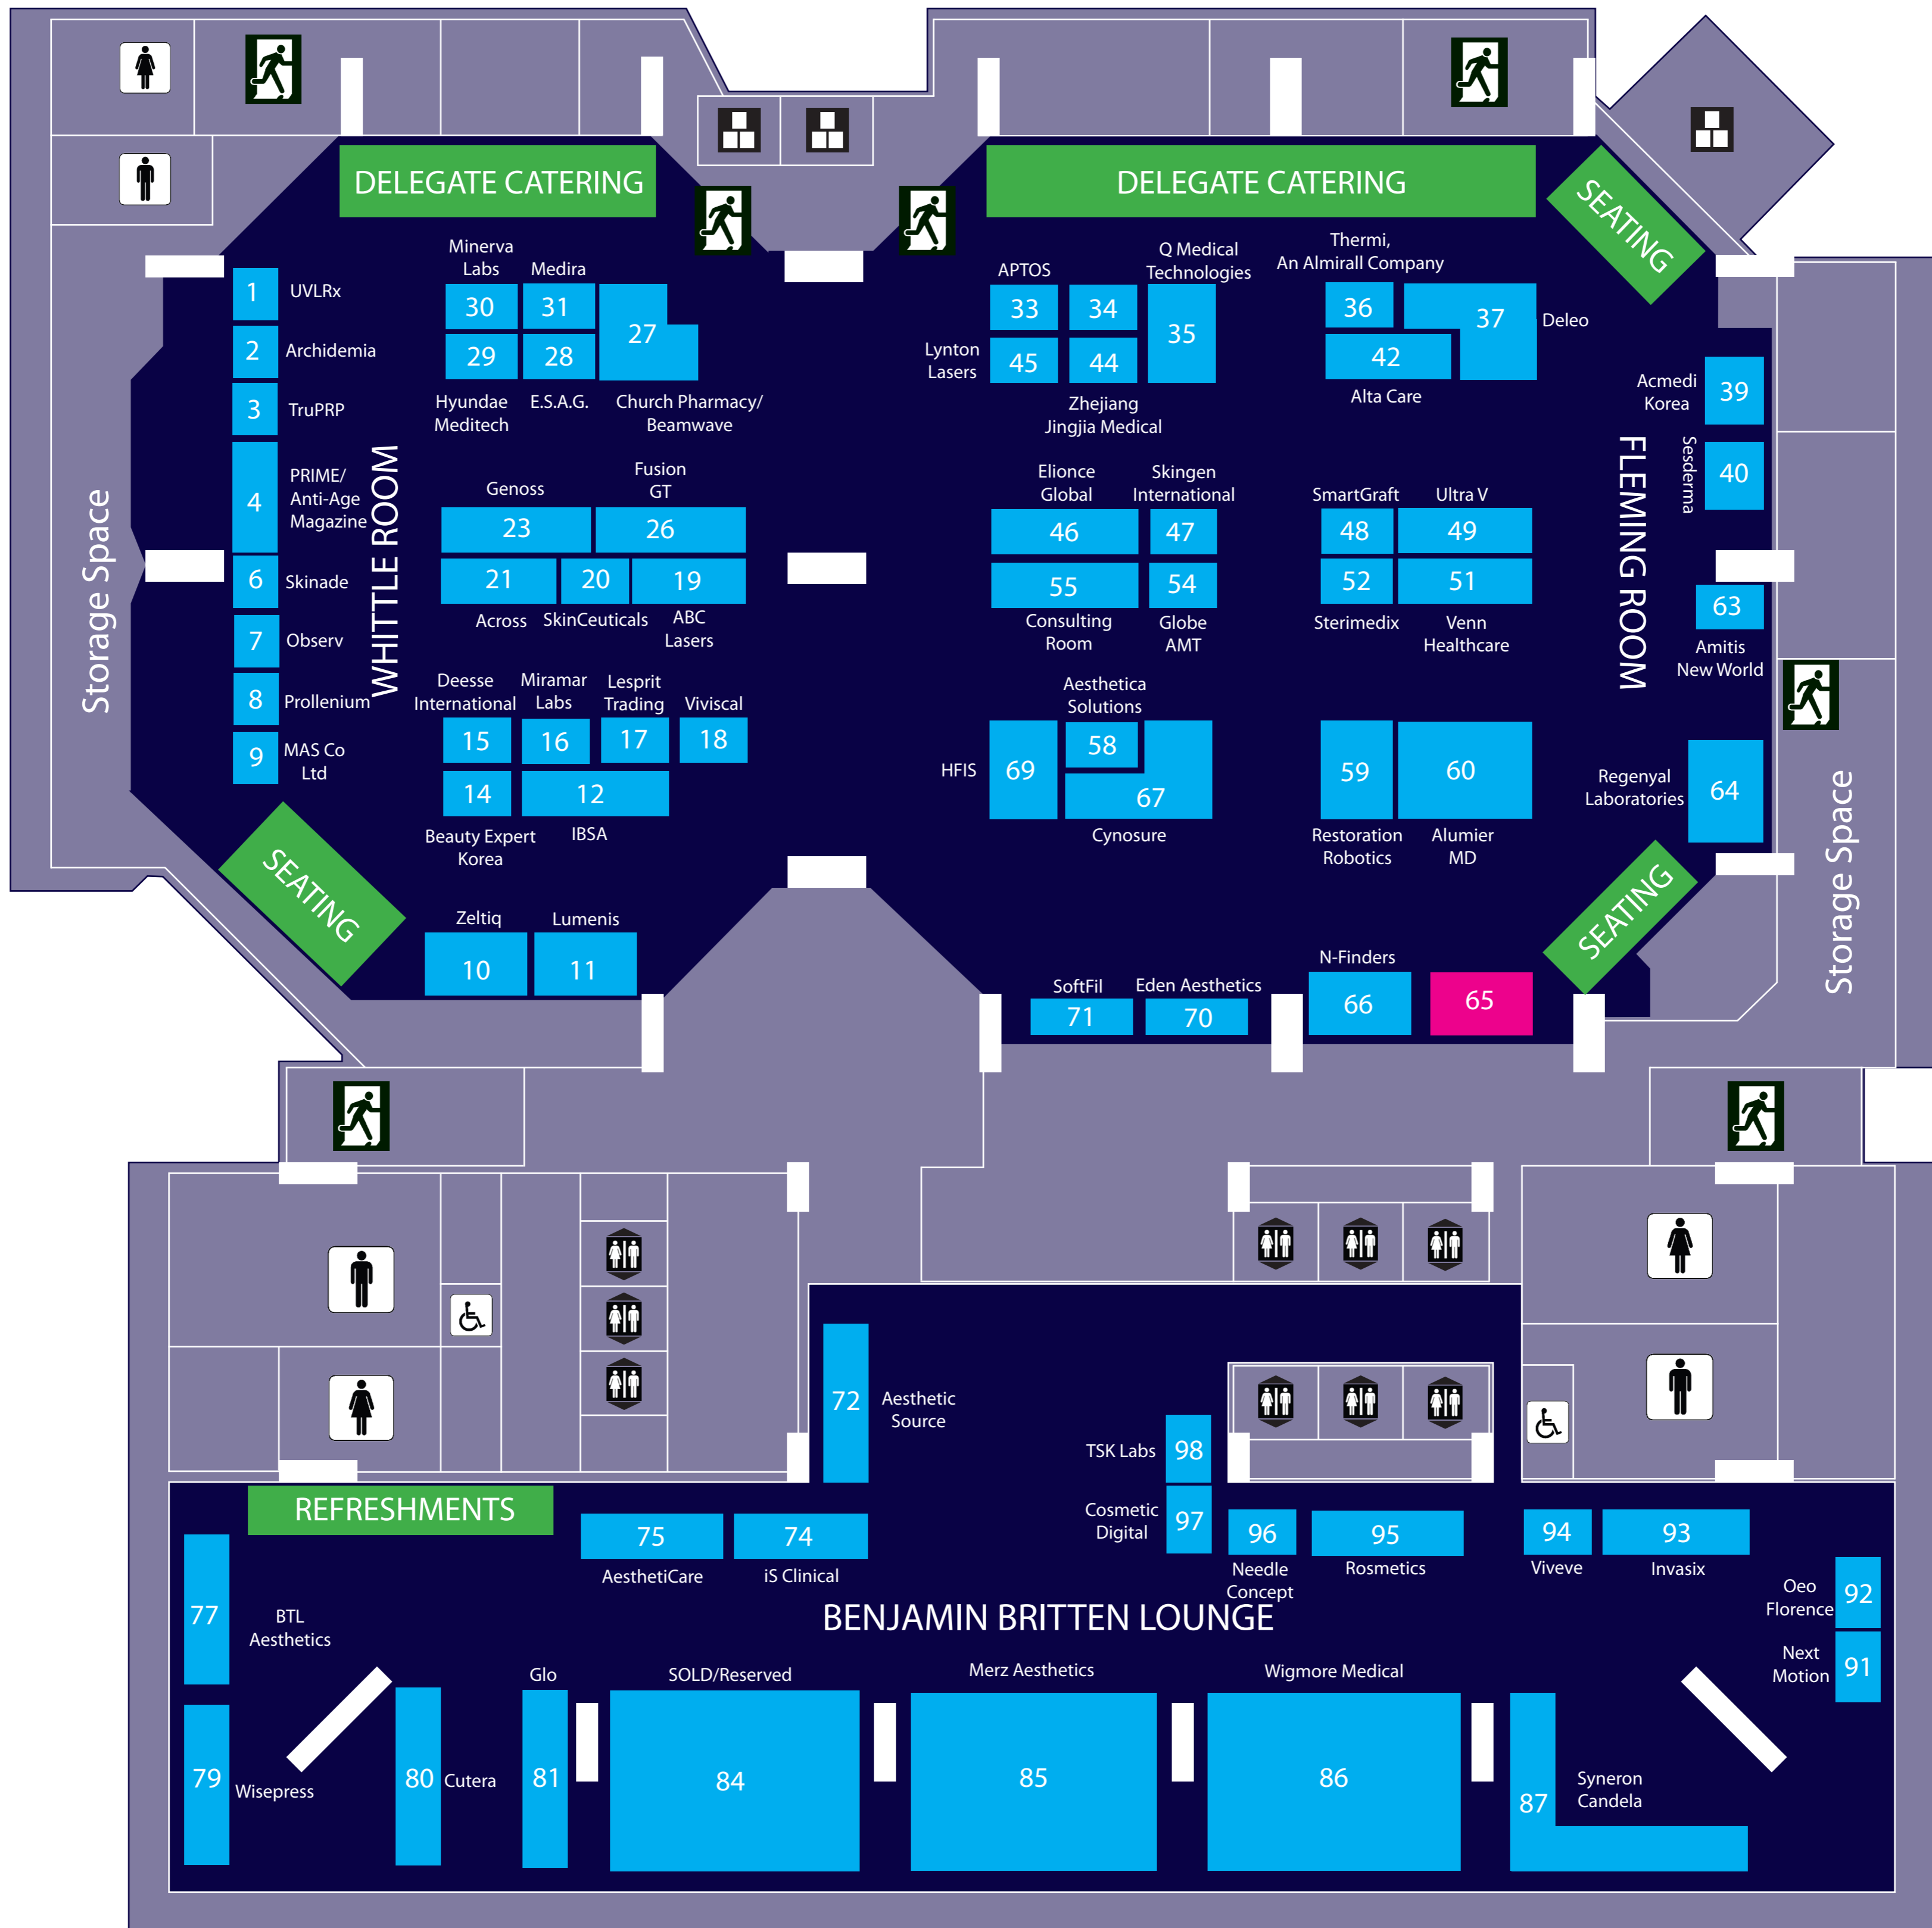 DELEGATE CATERING
DELEGATE CATERING
SEATING
Minerva
Labs
Medira
1
UVLRx
30
31
27
29
28
2
Archidemia
3
TruPRP
Hyundae
Meditech
E.S.A.G.
Church Pharmacy/
Beamwave
APTOS
Q Medical
Technologies
33
34
35
Lynton
Lasers
45
44
Zhejiang
Jingjia Medical
Thermi,
An Almirall Company
36
37
Deleo
42
Alta Care
Acmedi
Korea
39
Sesderma
40
Storage Space
4
PRIME/
Anti-Age
Magazine
WHITTLE ROOM
6
Skinade
7
Observ
8
Prollenium
9
MAS Co
Ltd
Genoss
Fusion
GT
23
26
21
20
19
Across
SkinCeuticals
ABC
Lasers
Elionce
Global
Skingen
International
46
47
55
54
Consulting
Room
Globe
AMT
SmartGraft
Ultra V
48
49
52
51
Sterimedix
Venn
Healthcare
FLEMING ROOM
63
Amitis
New World
Deesse
International
Miramar
Labs
Lesprit
Trading
Viviscal
15
16
17
18
14
12
Beauty Expert
Korea
IBSA
Aesthetica
Solutions
HFIS
69
58
67
Cynosure
59
60
Restoration
Robotics
Alumier
MD
Regenyal
Laboratories
64
Storage Space
SEATING
SEATING
Zeltiq
Lumenis
10
11
SoftFil
Eden Aesthetics
71
70
N-Finders
66
65
72
Aesthetic
Source
TSK Labs
98
Cosmetic
Digital
97
REFRESHMENTS
75
74
AesthetiCare
iS Clinical
96
95
Needle
Concept
Rosmetics
94
93
Viveve
Invasix
77
BTL
Aesthetics
BENJAMIN BRITTEN LOUNGE
Oeo
Florence
92
Next
Motion
91
Glo
SOLD/Reserved
Merz Aesthetics
Wigmore Medical
79
Wisepress
80
Cutera
81
84
85
86
87
Syneron
Candela